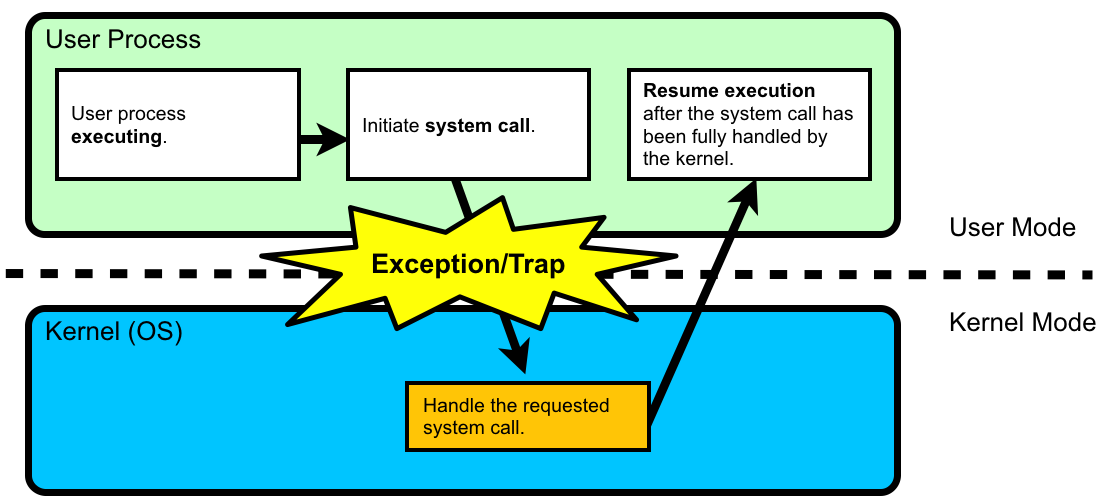 User Process
User process
executing.
Initiate system call.
Resume execution
after the system call has
been fully handled by
the kernel.
User Mode
Exception/Trap
Kernel Mode
Kernel (OS)
Handle the requested
system call.